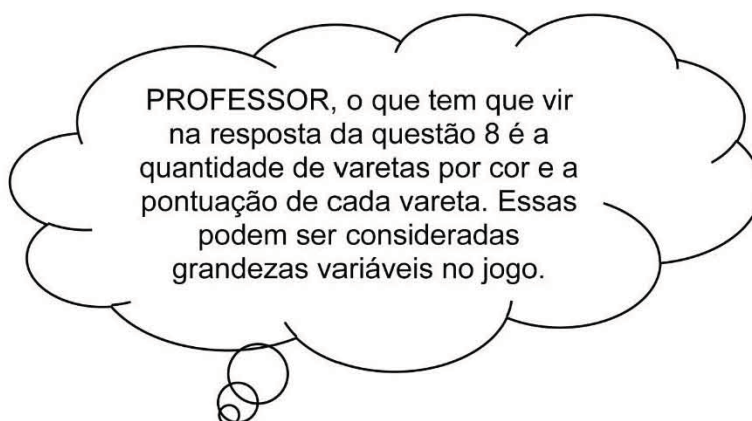 PROFESSOR, o que tem que vir
na resposta da questão 8 é a
quantidade de varetas por cor e a
pontuação de cada vareta. Essas
podem ser consideradas
grandezas variáveis no jogo.